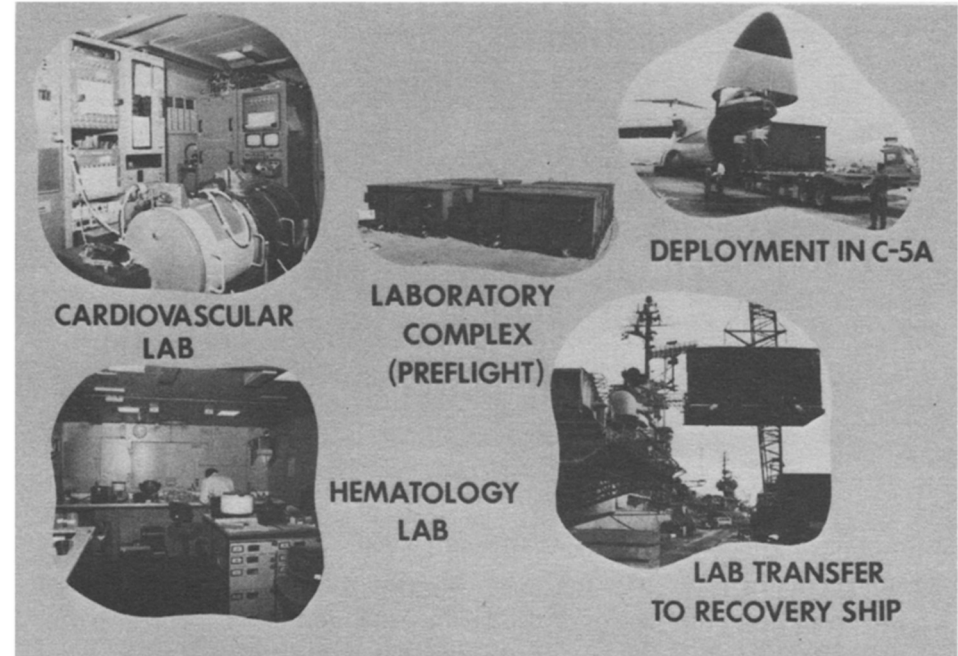 CARDIOVASCULAR
LAB
LABORATORY
COMPLEX
(PREFLIGHT)
DEPLOYMENT IN C-5A
HEMATOLOGY
LAB
LAB TRANSFER
TO RECOVERY SHIP